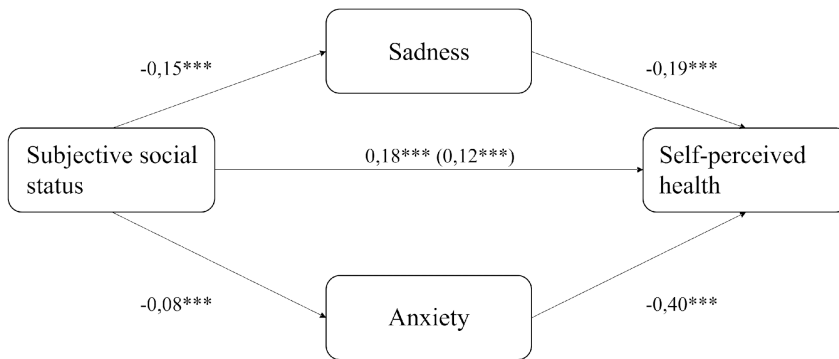 Sadness
-0,15***
-0,19***
Subjective social
status
0,18*** (0,12***)
Self-perceived
health
-0,08***
-0,40***
Anxiety